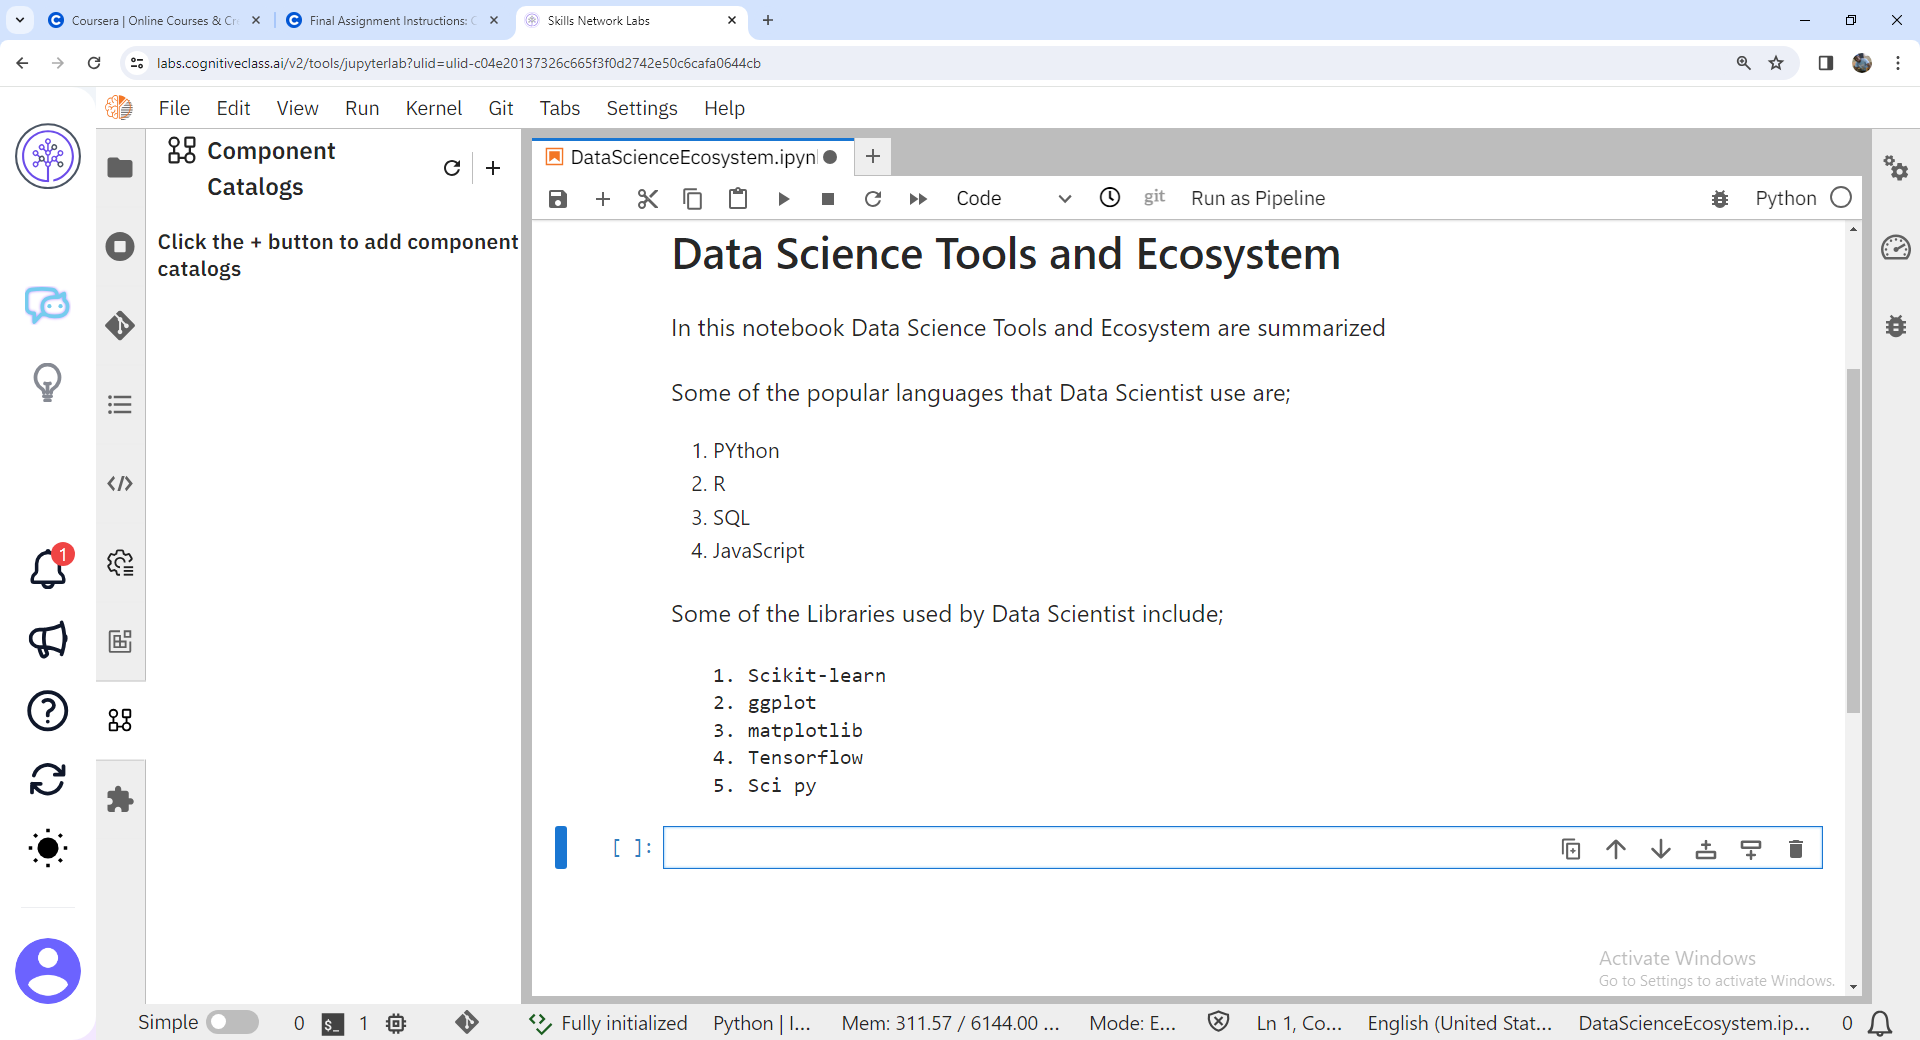 Coursera | Online Courses & Cr
Final Assignment Instructions: C
Skills Network Labs
labs.cognitiveclass.ai/v2/tools/jupyterlab?ulid=ulid-c04e20137326c665f3f0d2742e50c6cafa0644cb
File Edit View Run Kernel Git Tabs Settings Help
Component
Catalogs
Click the + button to add component
catalogs
DataScienceEcosystem.ipyn
Code
git
Run as Pipeline
Python
Data Science Tools and Ecosystem
In this notebook Data Science Tools and Ecosystem are summarized
Some of the popular languages that Data Scientist use are;
1. PYthon
2. R
3. SQL
4. JavaScript
Some of the Libraries used by Data Scientist include;
1. Scikit-learn
2. ggplot
3. matplotlib
4. Tensorflow
5. Sci py
[ ]:
1
Activate Windows
Go to Settings to activate Windows.
Simple 0 $_ 1 Fully initialized Python | I... Mem: 311.57 / 6144.00 ... Mode: E... Ln 1, Co... English (United Stat... DataScienceEcosystem.ip... 0